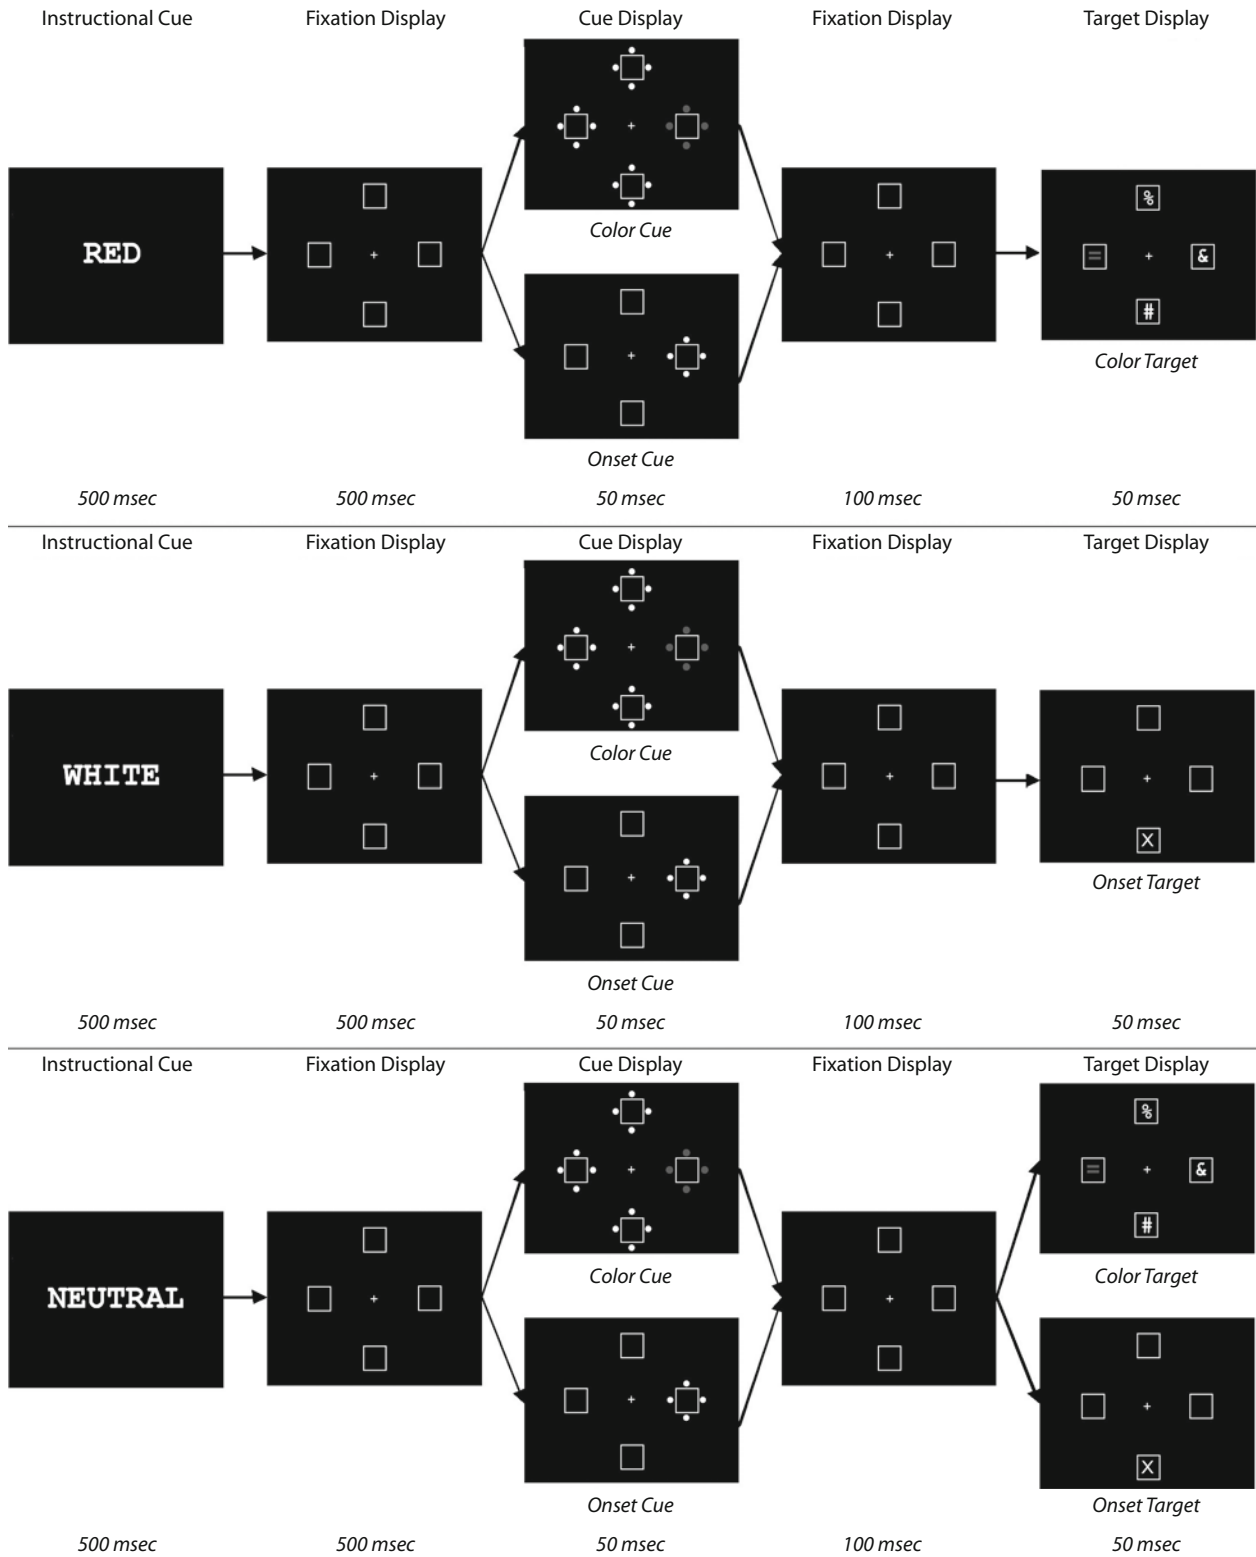 Instructional Cue Fixation Display Cue Display Fixation Display Target Display
RED
%
= &
#
Color Cue
Color Target
Onset Cue
500 msec 500 msec 50 msec 100 msec 50 msec
Instructional Cue Fixation Display Cue Display Fixation Display Target Display
WHITE
Color Cue
X
Onset Target
Onset Cue
500 msec 500 msec 50 msec 100 msec 50 msec
Instructional Cue Fixation Display Cue Display Fixation Display Target Display
%
= &
#
NEUTRAL
Color Cue Color Target
X
Onset Cue Onset Target
500 msec 500 msec 50 msec 100 msec 50 msec